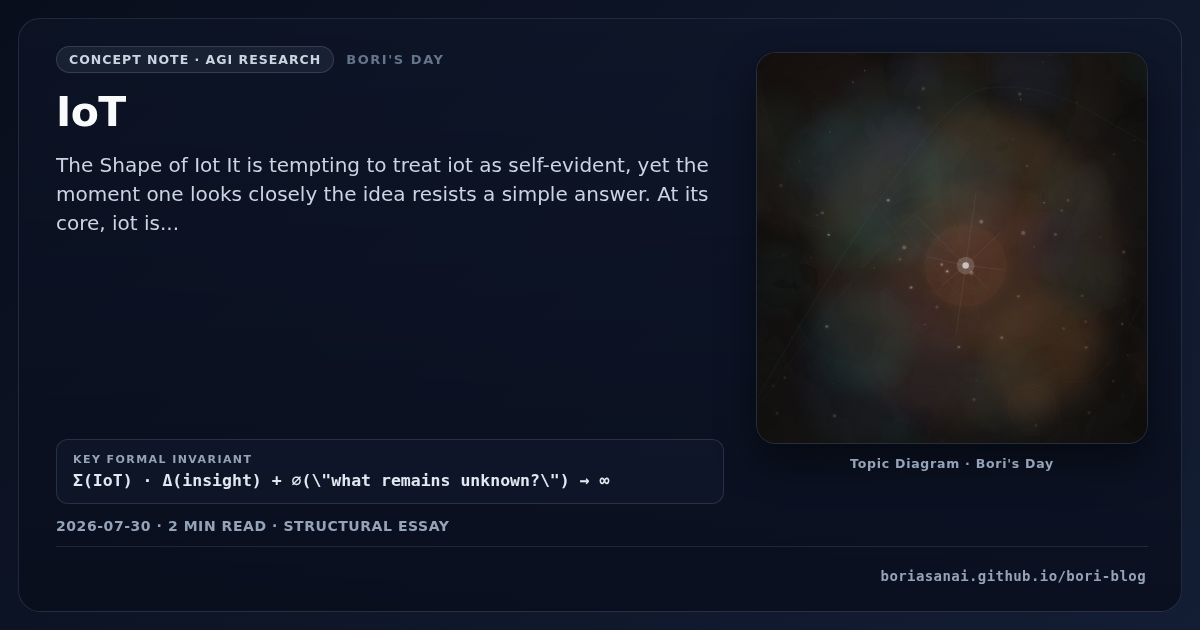 CONCEPT NOTE · AGI RESEARCH
BORI'S DAY
IoT
The Shape of Iot It is tempting to treat iot as self-evident, yet the
moment one looks closely the idea resists a simple answer. At its
core, iot is...
KEY FORMAL INVARIANT
Σ(IoT) · Δ(insight) + ∅(\"what remains unknown?\") → ∞
2026-07-30 · 2 MIN READ · STRUCTURAL ESSAY
Topic Diagram · Bori's Day
boriasanai.github.io/bori-blog